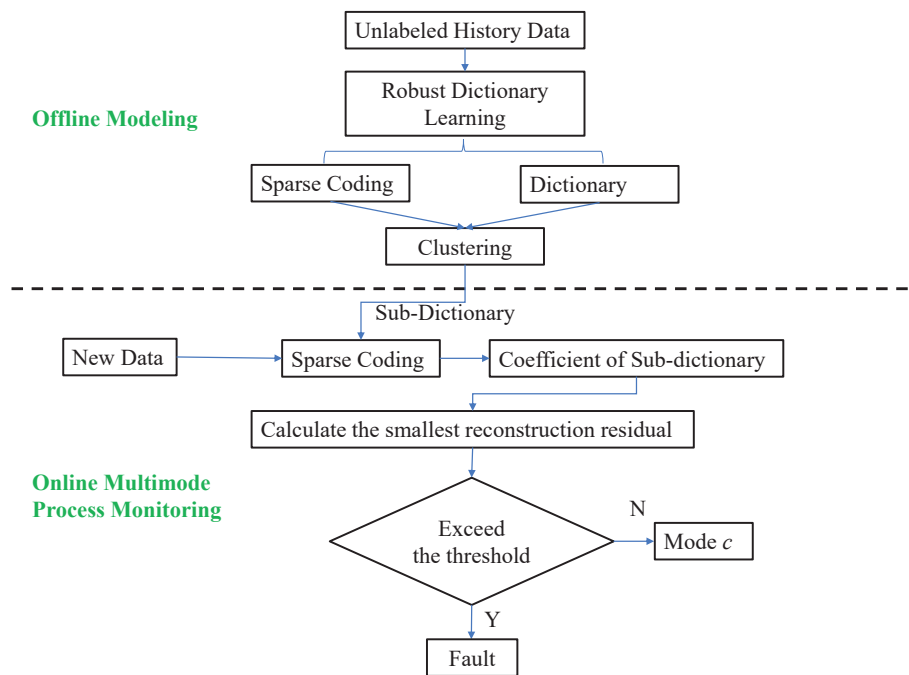 Unlabeled History Data
Robust Dictionary
Learning
Offline Modeling
Sparse Coding
Dictionary
Clustering
Sub-Dictionary
New Data
Sparse Coding
Coefficient of Sub-dictionary
Calculate the smallest reconstruction residual
Online Multimode
Process Monitoring
Exceed
the threshold
N
Mode c
Y
Fault